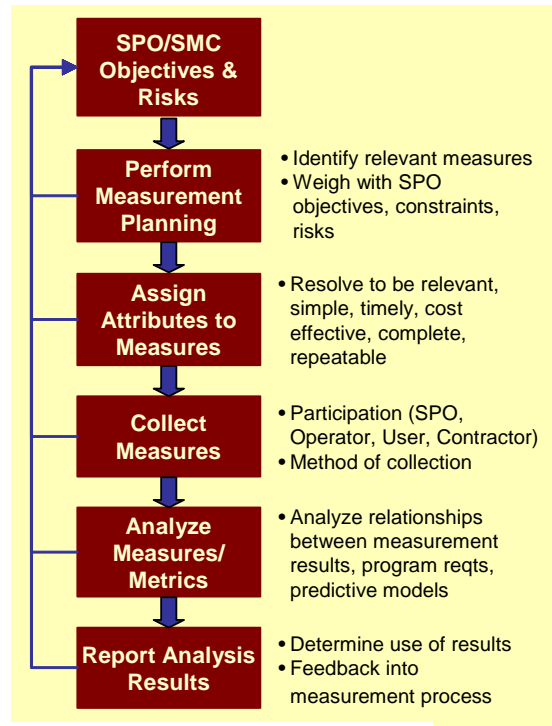 SPO/SMC
Objectives &
Risks
Perform
Measurement
Planning
• Identify relevant measures
• Weigh with SPO
objectives, constraints,
risks
Assign
Attributes to
Measures
• Resolve to be relevant,
simple, timely, cost
effective, complete,
repeatable
Collect
Measures
• Participation (SPO,
Operator, User, Contractor)
• Method of collection
Analyze
Measures/
Metrics
• Analyze relationships
between measurement
results, program reqts,
predictive models
Report Analysis
Results
• Determine use of results
• Feedback into
measurement process